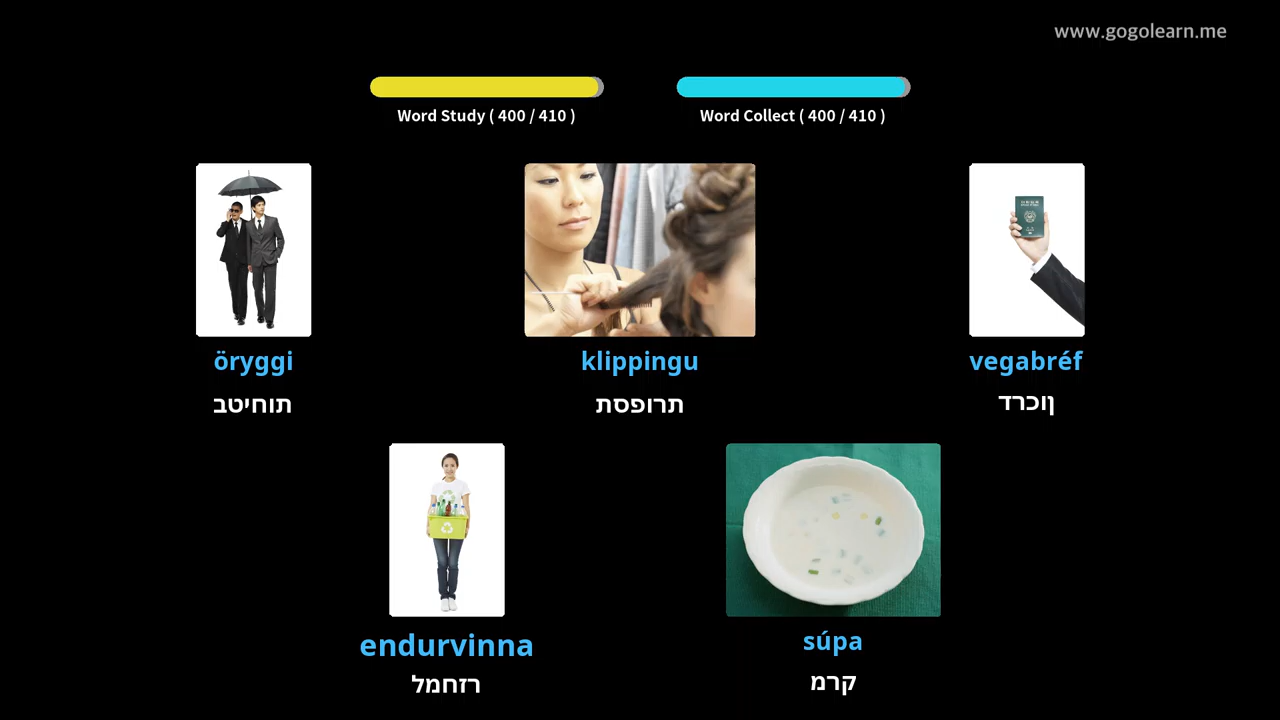 www.gogolearn.me
Word Study ( 400 / 410 )
Word Collect ( 400 / 410 )
öryggi
klippingu
vegabréf
תוחיטב
תרופסת
ןוכרד
endurvinna
súpa
רזחמל
קרמ